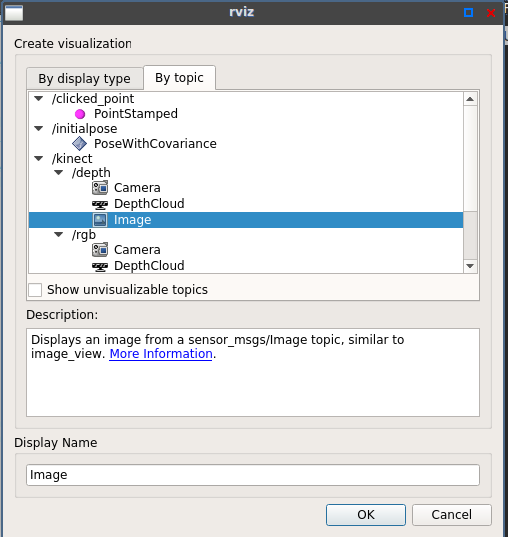 rviz
Create visualization
By display type
By topic
/clicked_point
PointStamped
/initialpose
PoseWithCovariance
/kinect
/depth
Camera
DepthCloud
Image
/rgb
Camera
DepthCloud
Show unvisualizable topics
Description:
Displays an image from a sensor_msgs/Image topic, similar to
image_view. More Information.
Display Name
Image
OK
Cancel